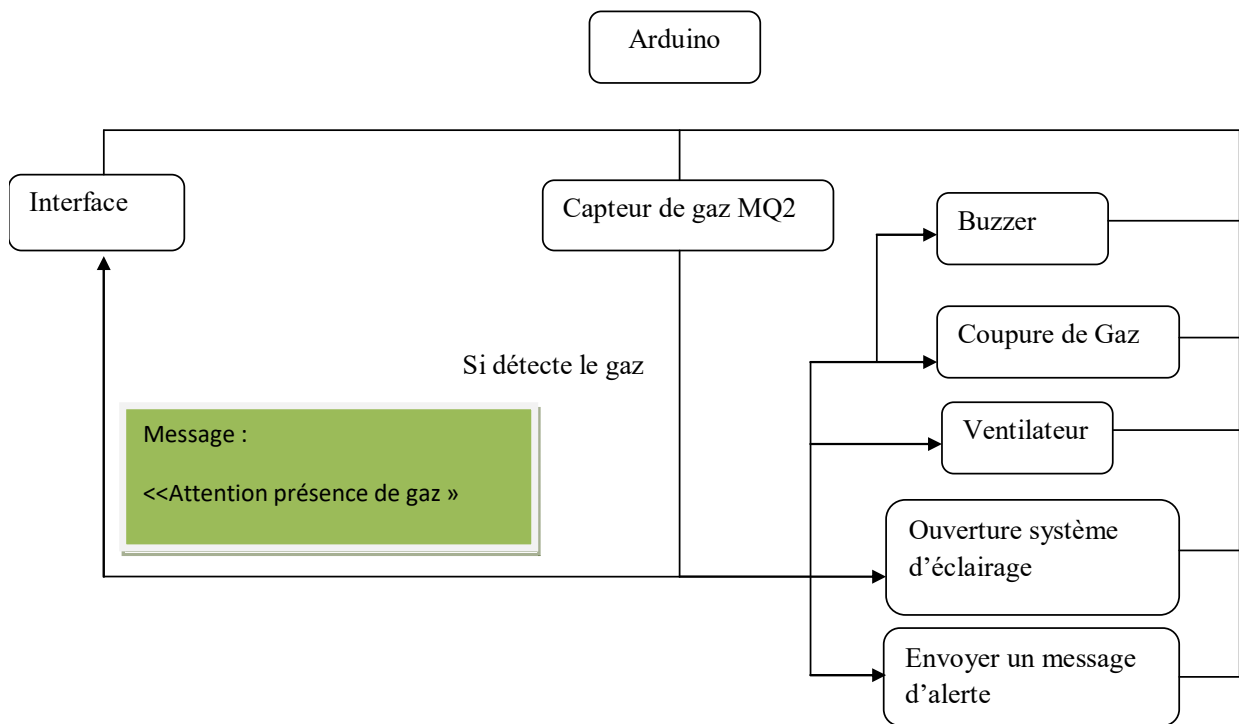 Arduino
Interface
Capteur de gaz MQ2
Buzzer
Coupure de Gaz
Si détecte le gaz
Message :
<<Attention présence de gaz »
Ventilateur
Ouverture système
d’éclairage
Envoyer un message
d’alerte